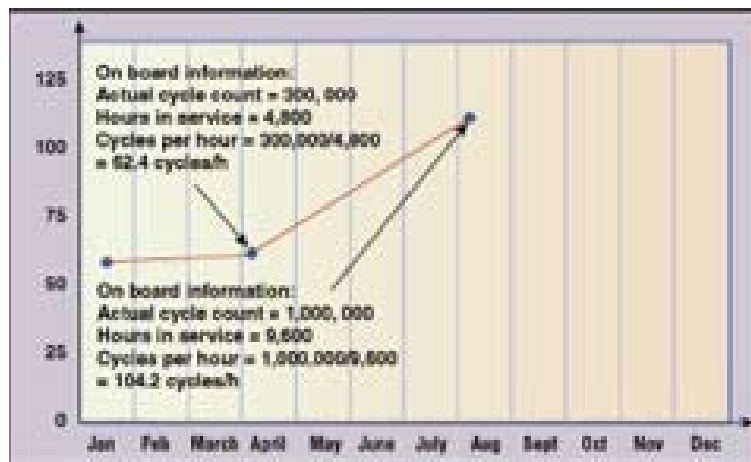 125
On board information:
Actual cycle count = 300, 000
Hours in service = 4,800
Cycles per hour = 300,000/4,800
= 62.4 cycles/h
100
75
50
On board information:
Actual cycle count = 1,000, 000
Hours in service = 9,600
Cycles per hour = 1,000,000/9,600
= 104.2 cycles/h
25
0
Jan Feb March April May June July Aug Sept Oct Nov Dec